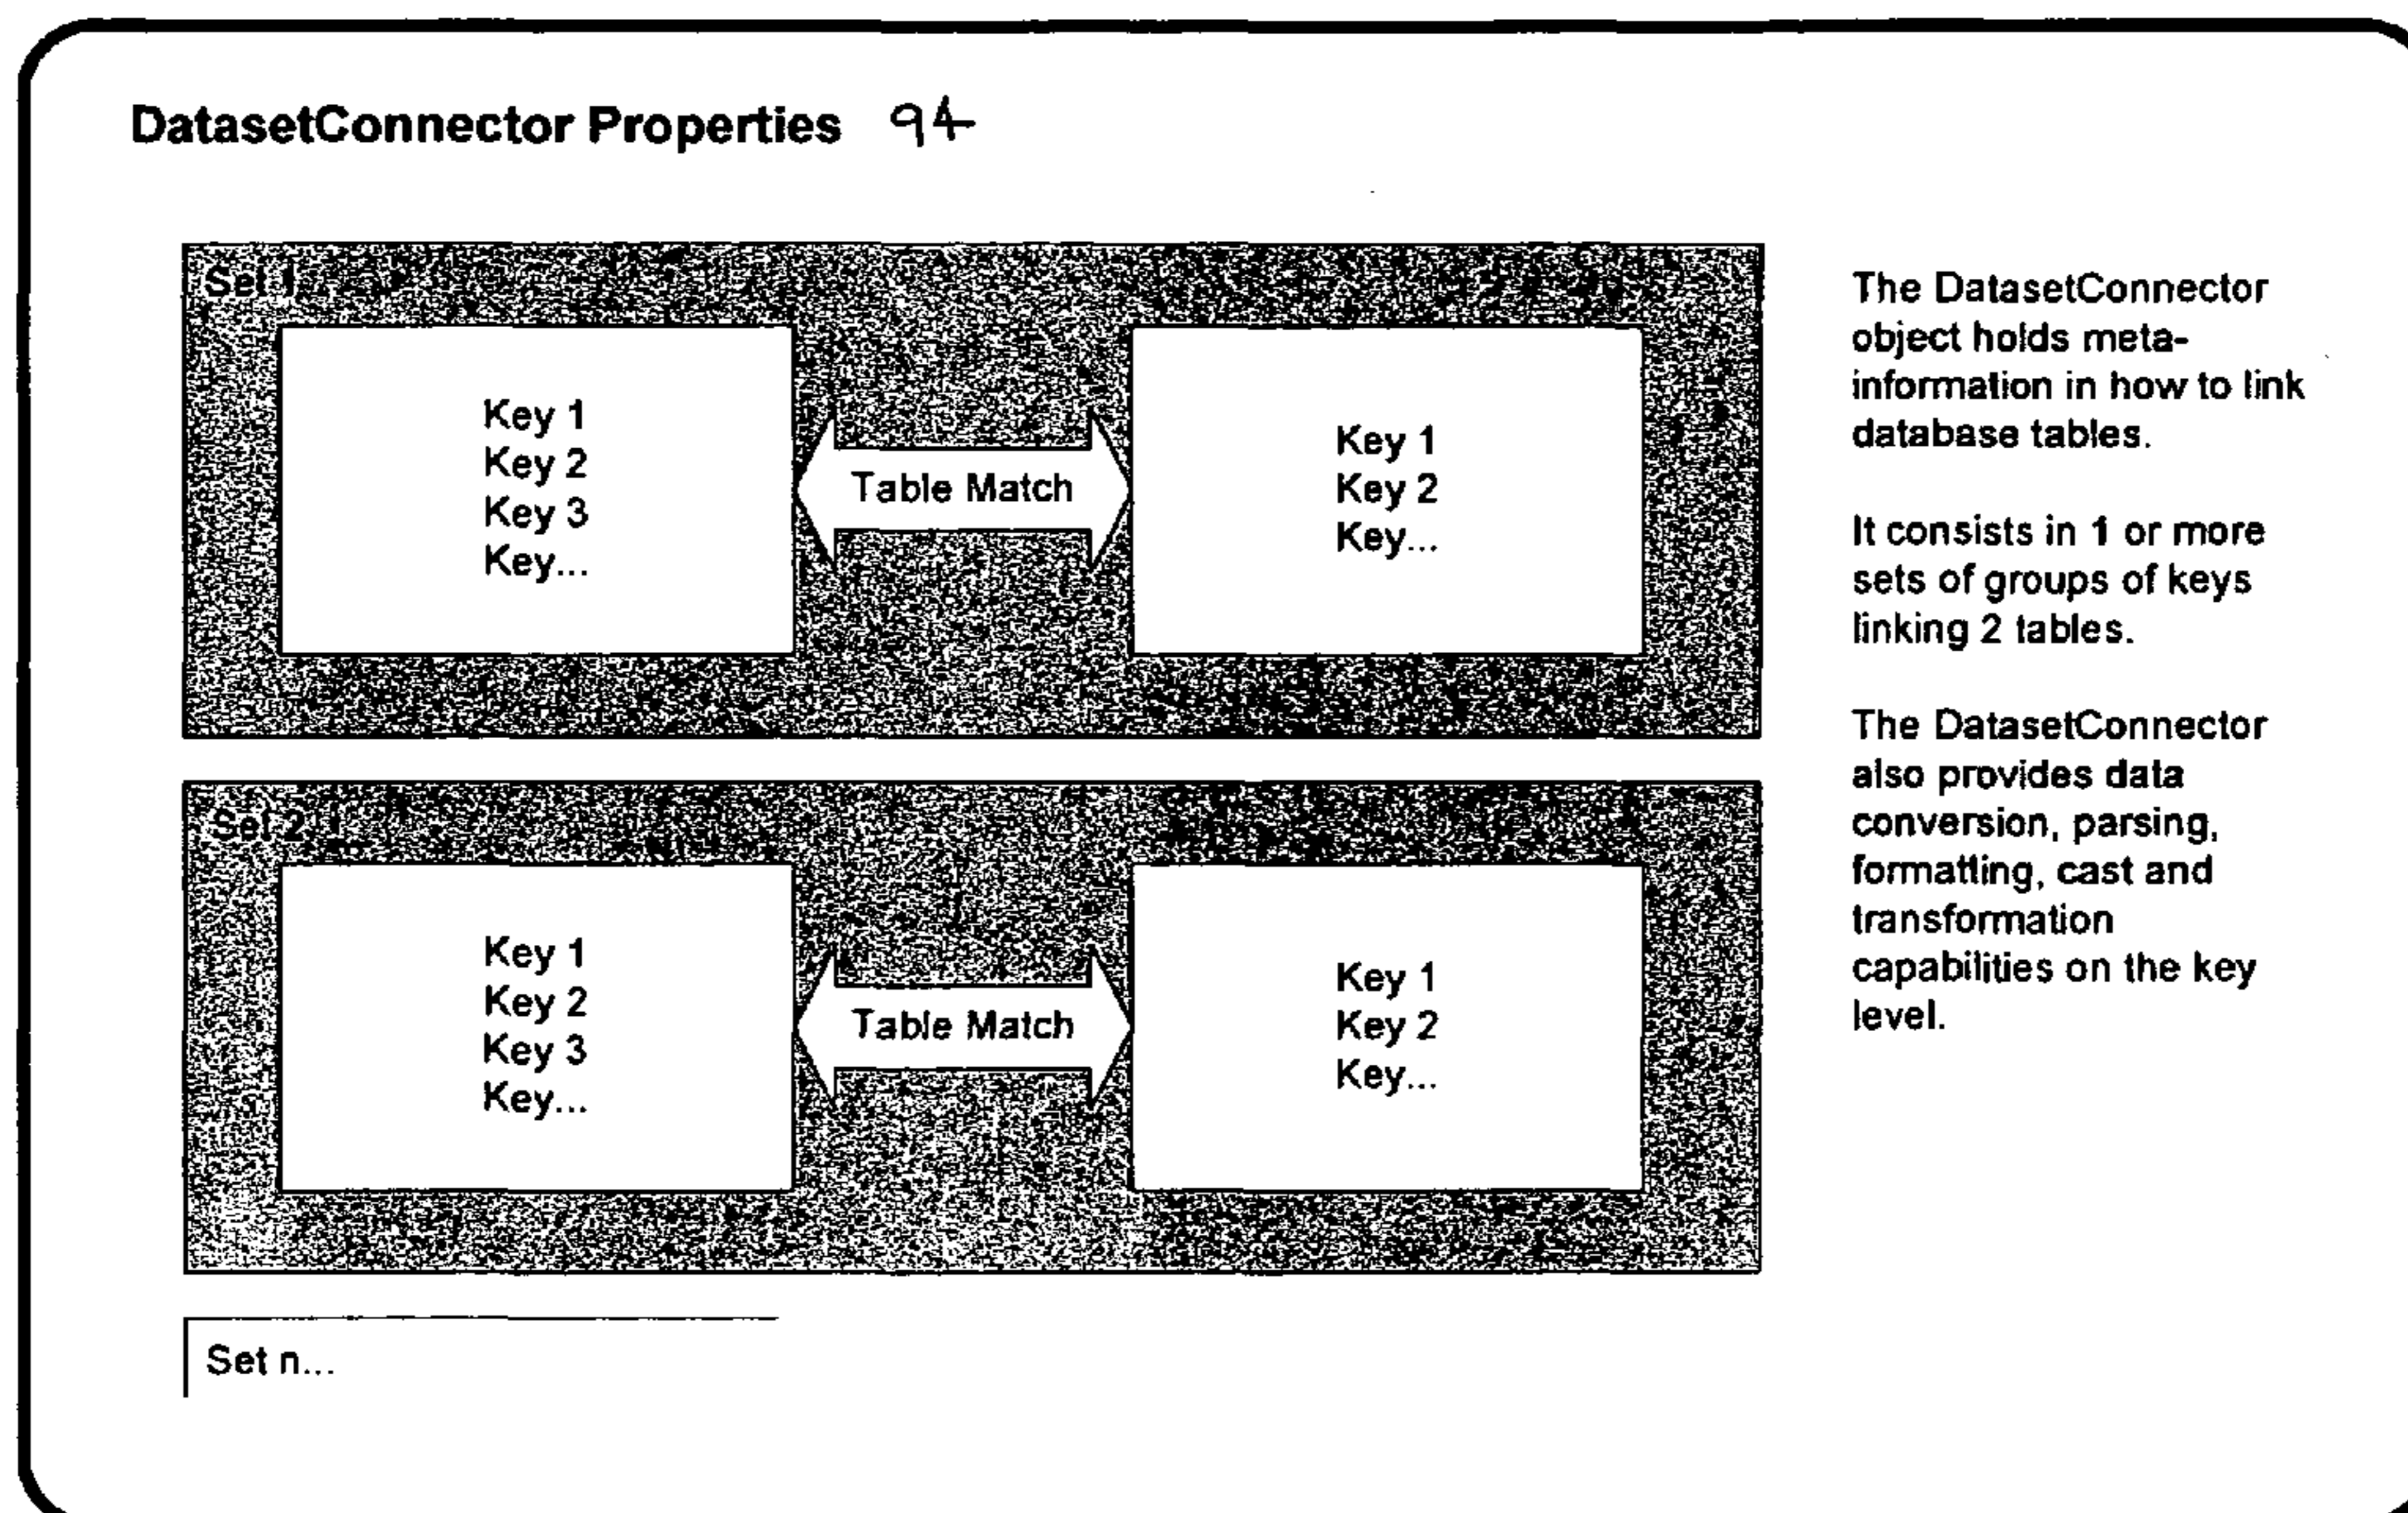 DatasetConnector Properties 94
Set 1
Key 1
Key 2
Key 3
Key...
Table Match
Key 1
Key 2
Key...
Set 2
Key 1
Key 2
Key 3
Key...
Table Match
Key 1
Key 2
Key...
Set n...
The DatasetConnector
object holds meta-
information in how to link
database tables.
It consists in 1 or more
sets of groups of keys
linking 2 tables.
The DatasetConnector
also provides data
conversion, parsing,
formatting, cast and
transformation
capabilities on the key
level.